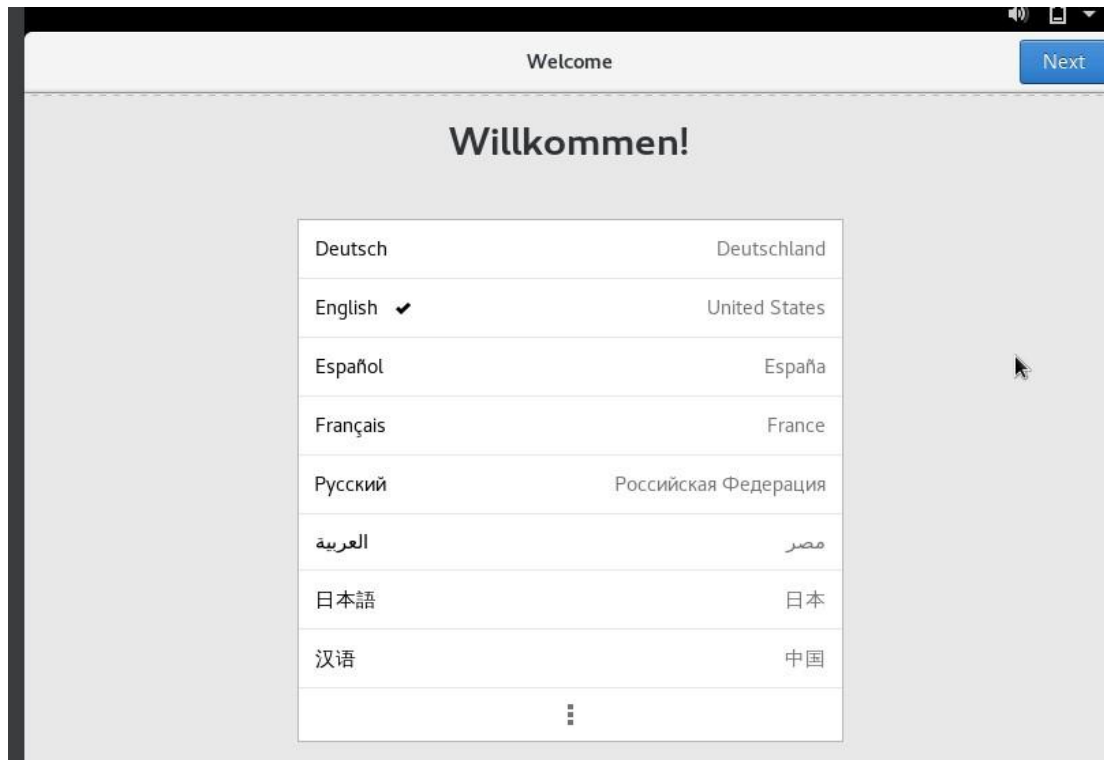 Welcome
Next
Willkommen!
Deutsch Deutschland
English United States
Español España
Français France
Русский Российская Федерация
العربية مصر
日本語 日本
汉语 中国